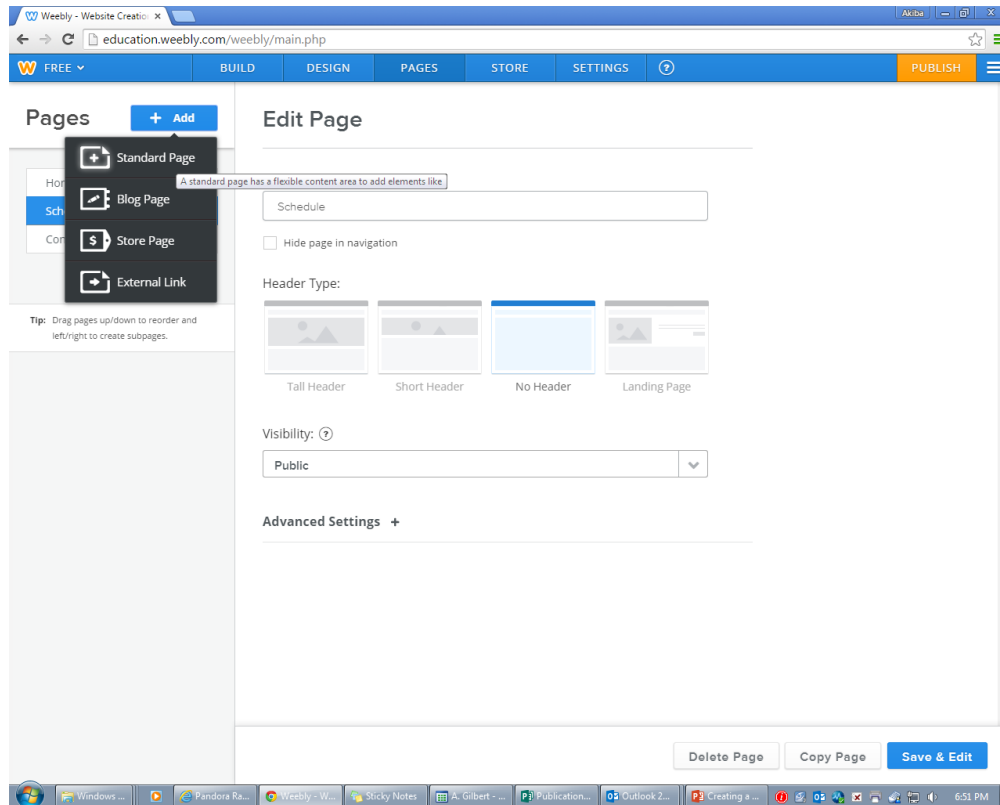 Weebly - Website Creatio
Akiba
education.weebly.com/weebly/main.php
FREE
BUILD
DESIGN
PAGES
STORE
SETTINGS
?
PUBLISH
Pages
+ Add
Edit Page
Standard Page
A standard page has a flexible content area to add elements like
Hor
Blog Page
Sch
Schedule
Con
Store Page
Hide page in navigation
External Link
Header Type:
Tip: Drag pages up/down to reorder and
left/right to create subpages.
Tall Header
Short Header
No Header
Landing Page
Visibility: ?
Public
Advanced Settings +
Delete Page
Copy Page
Save & Edit
Windows ...
Pandora Ra...
Weebly - W...
Sticky Notes
A. Gilbert - ...
Publication...
Outlook 2...
Creating a ...
6:51 PM